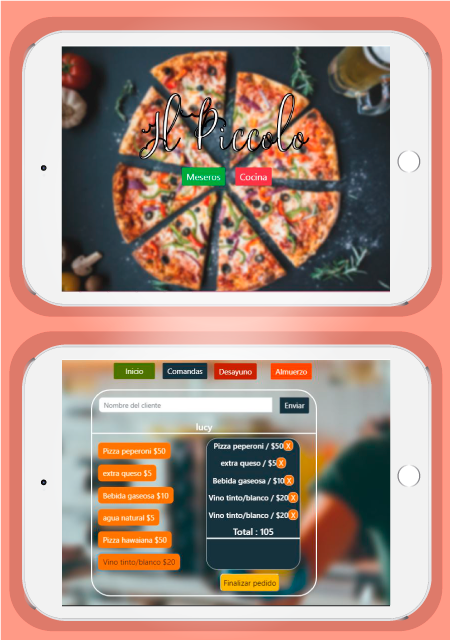 Il Piccolo
Meseros Cocina
Inicio Comandas Desayuno Almuerzo
Nombre del cliente Enviar
lucy
Pizza peperoni $50
extra queso $5
Bebida gaseosa $10
agua natural $5
Pizza hawaiana $50
Vino tinto/blanco $20
Pizza peperoni / $50 X
extra queso / $5 X
Bebida gaseosa / $10 X
Vino tinto/blanco / $20 X
Vino tinto/blanco / $20 X
Total : 105
Finalizar pedido